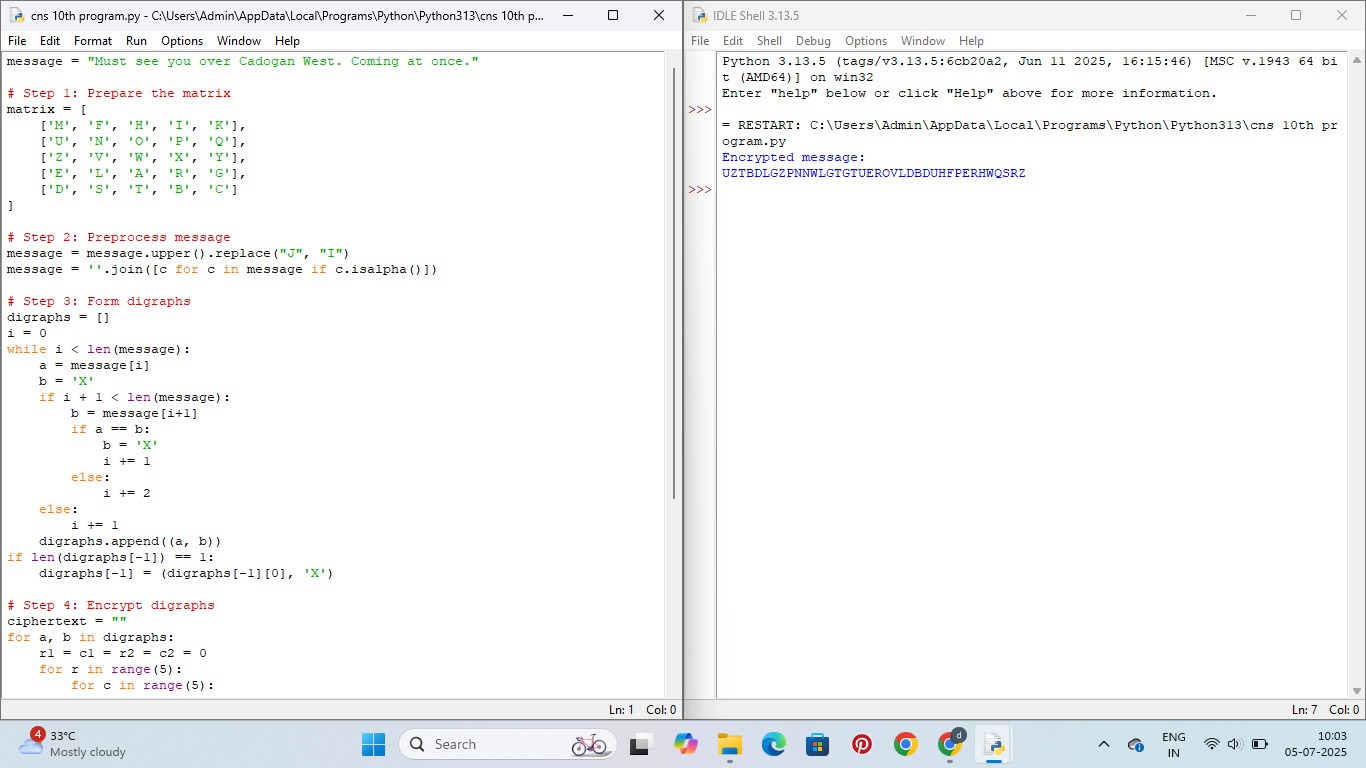 cns 10th program.py - C:\Users\Admin\AppData\Local\Programs\Python\Python313\cns 10th p...
File Edit Format Run Options Window Help
message = "Must see you over Cadogan West. Coming at once."
# Step 1: Prepare the matrix
matrix = [
    ['M', 'F', 'H', 'I', 'K'],
    ['U', 'N', 'O', 'P', 'Q'],
    ['Z', 'V', 'W', 'X', 'Y'],
    ['E', 'L', 'A', 'R', 'G'],
    ['D', 'S', 'T', 'B', 'C']
]
# Step 2: Preprocess message
message = message.upper().replace("J", "I")
message = ''.join([c for c in message if c.isalpha()])
# Step 3: Form digraphs
digraphs = []
i = 0
while i < len(message):
    a = message[i]
    b = 'X'
    if i + 1 < len(message):
        b = message[i+1]
        if a == b:
            b = 'X'
            i += 1
        else:
            i += 2
    else:
        i += 1
    digraphs.append((a, b))
if len(digraphs[-1]) == 1:
    digraphs[-1] = (digraphs[-1][0], 'X')
# Step 4: Encrypt digraphs
ciphertext = ""
for a, b in digraphs:
    r1 = c1 = r2 = c2 = 0
    for r in range(5):
        for c in range(5):
Ln: 1 Col: 0
IDLE Shell 3.13.5
File Edit Shell Debug Options Window Help
Python 3.13.5 (tags/v3.13.5:6cb20a2, Jun 11 2025, 16:15:46) [MSC v.1943 64 bi
t (AMD64)] on win32
Enter "help" below or click "Help" above for more information.
>>>
= RESTART: C:\Users\Admin\AppData\Local\Programs\Python\Python313\cns 10th pr
ogram.py
Encrypted message:
UZTBDLGZPNNWLGTGTUEROVLDBDUHFPERHWQSRZ
>>>
Ln: 7 Col: 0
4
33°C
Mostly cloudy
Search
d
ENG
IN
10:03
05-07-2025